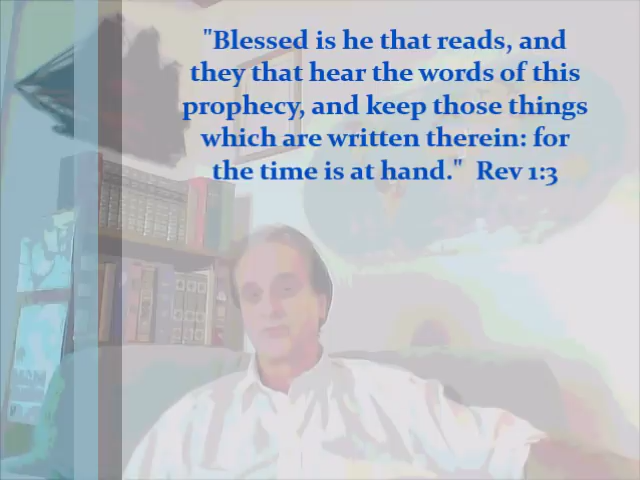 "Blessed is he that reads, and
they that hear the words of this
prophecy, and keep those things
which are written therein: for
the time is at hand."  Rev 1:3